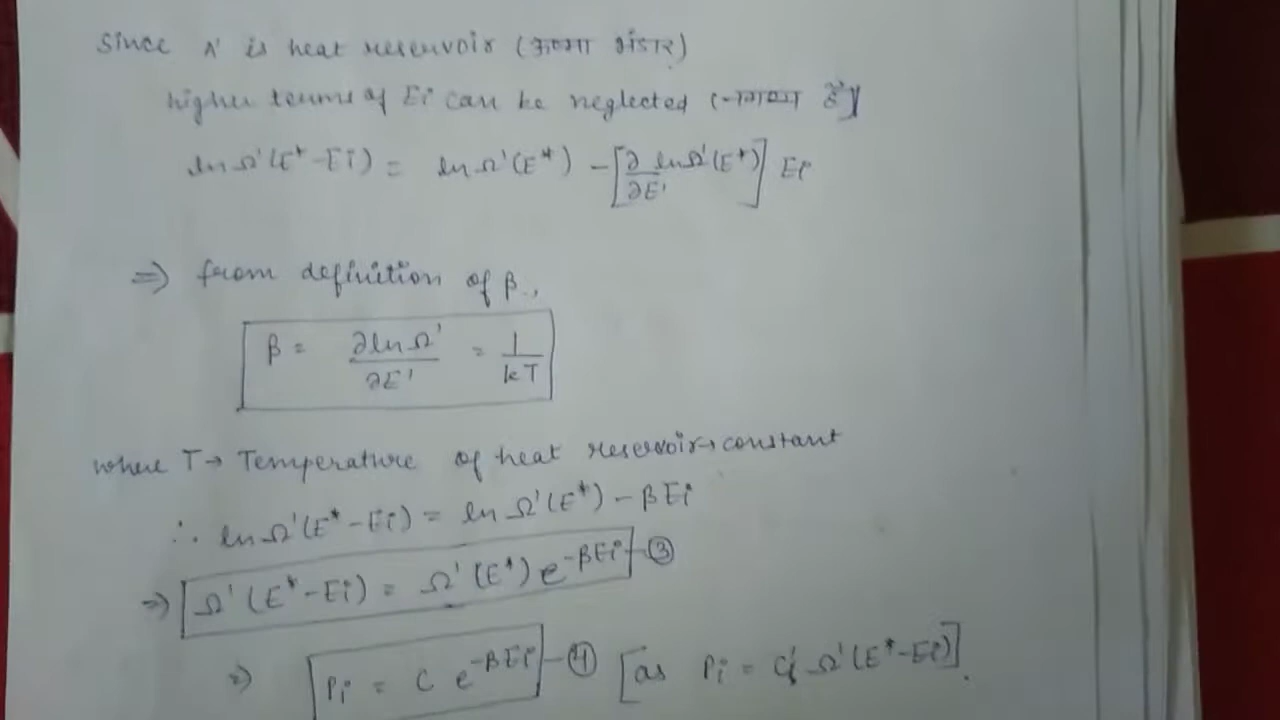 Since A' is heat reservoir (ऊष्मा भंडार)
higher terms of Ei can be neglected (नगण्य है)
ln Ω'(E* - Ei) = ln Ω'(E*) - [∂/∂E' ln Ω'(E*)] Ei
⇒ from definition of β,
β = ∂ ln Ω' / ∂E' = 1/kT
where T → Temperature of heat reservoir → constant
∴ ln Ω'(E* - Ei) = ln Ω'(E*) - βEi
⇒ Ω'(E* - Ei) = Ω'(E*) e^{-βEi} - ③
⇒ Pi = C e^{-βEi} - ④ [as Pi = C' Ω'(E* - Ei)].